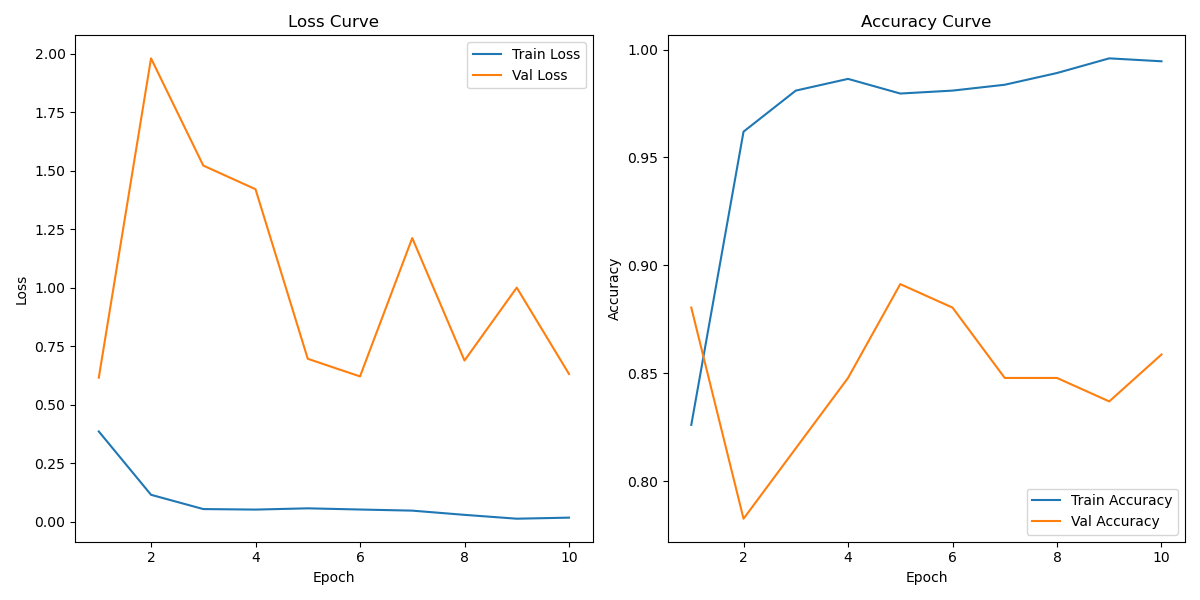 Loss Curve
Train Loss
Val Loss
2.00
1.75
1.50
1.25
1.00
0.75
0.50
0.25
0.00
Loss
2 4 6 8 10
Epoch
Accuracy Curve
1.00
0.95
0.90
0.85
0.80
Accuracy
Train Accuracy
Val Accuracy
2 4 6 8 10
Epoch